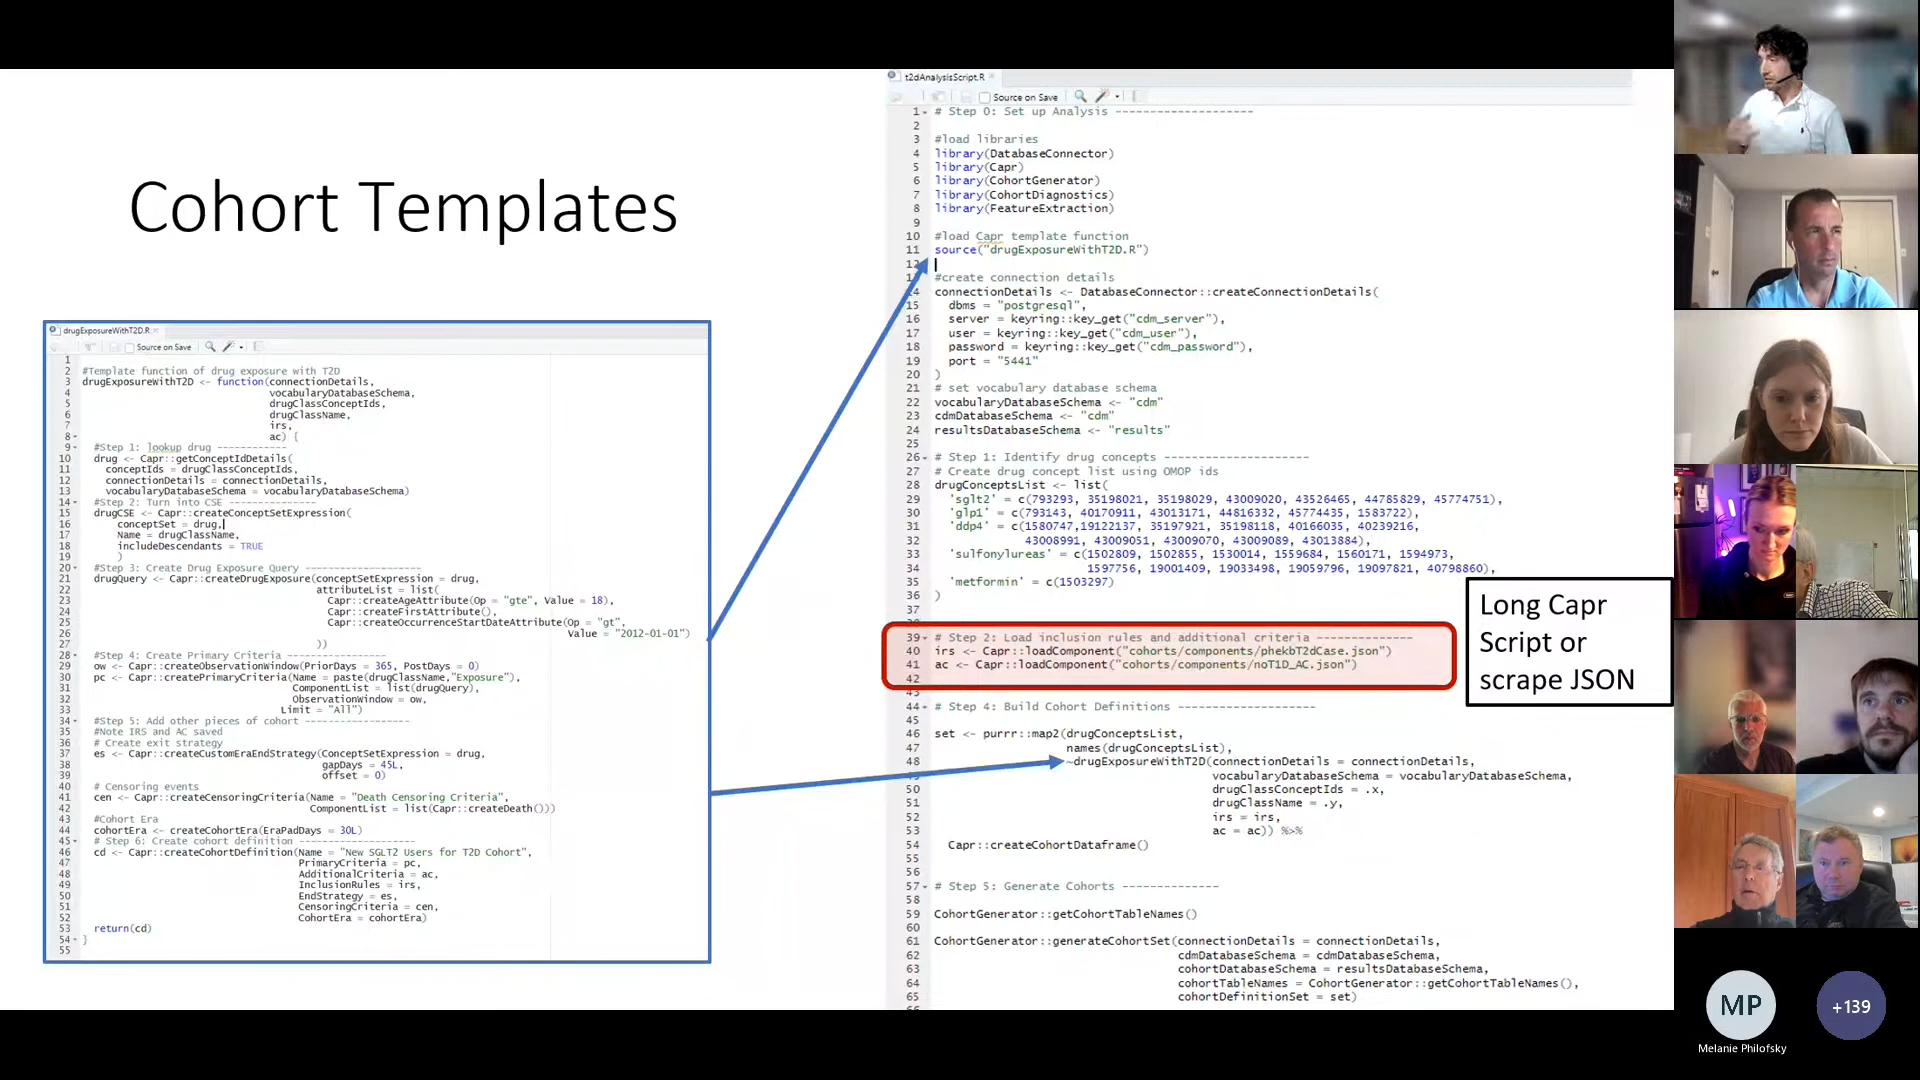 Cohort Templates
drugExposureWithT2D.R
Source on Save
1
2 #Template function of drug exposure with T2D
3 drugExposureWithT2D <- function(connectionDetails,
4 vocabularyDatabaseSchema,
5 drugClassConceptIds,
6 drugClassName,
7 irs,
8 ac) {
9 #Step 1: lookup drug ------------
10 drug <- Capr::getConceptIdDetails(
11 conceptIds = drugClassConceptIds,
12 connectionDetails = connectionDetails,
13 vocabularyDatabaseSchema = vocabularyDatabaseSchema)
14 #Step 2: Turn into CSE ---------------
15 drugCSE <- Capr::createConceptSetExpression(
16 conceptSet = drug,
17 Name = drugClassName,
18 includeDescendants = TRUE
19 )
20 #Step 3: Create Drug Exposure Query ------------------
21 drugQuery <- Capr::createDrugExposure(conceptSetExpression = drug,
22 attributeList = list(
23 Capr::createAgeAttribute(Op = "gte", Value = 18),
24 Capr::createFirstAttribute(),
25 Capr::createOccurrenceStartDateAttribute(Op = "gt",
26 Value = "2012-01-01")
27 ))
28 #Step 4: Create Primary Criteria ------------------
29 ow <- Capr::createObservationWindow(PriorDays = 365, PostDays = 0)
30 pc <- Capr::createPrimaryCriteria(Name = paste(drugClassName,"Exposure"),
31 ComponentList = list(drugQuery),
32 ObservationWindow = ow,
33 Limit = "All")
34 #Step 5: Add other pieces of cohort ------------------
35 #Note IRS and AC saved
36 # Create exit strategy
37 es <- Capr::createCustomEraEndStrategy(ConceptSetExpression = drug,
38 gapDays = 45L,
39 offset = 0)
40 # Censoring events
41 cen <- Capr::createCensoringCriteria(Name = "Death Censoring Criteria",
42 ComponentList = list(Capr::createDeath()))
43 #Cohort Era
44 cohortEra <- createCohortEra(EraPadDays = 30L)
45 # Step 6: Create cohort definition --------------------
46 cd <- Capr::createCohortDefinition(Name = "New SGLT2 Users for T2D Cohort",
47 PrimaryCriteria = pc,
48 AdditionalCriteria = ac,
49 InclusionRules = irs,
50 EndStrategy = es,
51 CensoringCriteria = cen,
52 CohortEra = cohortEra)
53 return(cd)
54 }
55
t2dAnalysisScript.R
Source on Save
1 # Step 0: Set up Analysis --------------------
2
3 #load libraries
4 library(DatabaseConnector)
5 library(Capr)
6 library(CohortGenerator)
7 library(CohortDiagnostics)
8 library(FeatureExtraction)
9
10 #load Capr template function
11 source("drugExposureWithT2D.R")
12
13 #create connection details
14 connectionDetails <- DatabaseConnector::createConnectionDetails(
15 dbms = "postgresql",
16 server = keyring::key_get("cdm_server"),
17 user = keyring::key_get("cdm_user"),
18 password = keyring::key_get("cdm_password"),
19 port = "5441"
20 )
21 # set vocabulary database schema
22 vocabularyDatabaseSchema <- "cdm"
23 cdmDatabaseSchema <- "cdm"
24 resultsDatabaseSchema <- "results"
25
26 # Step 1: Identify drug concepts ---------------------
27 # Create drug concept list using OMOP ids
28 drugConceptsList <- list(
29 'sglt2' = c(793293, 35198021, 35198029, 43009020, 43526465, 44785829, 45774751),
30 'glp1' = c(793143, 40170911, 43013171, 44816332, 45774435, 1583722),
31 'ddp4' = c(1580747,19122137, 35197921, 35198118, 40166035, 40239216,
32 43008991, 43009051, 43009070, 43009089, 43013884),
33 'sulfonylureas' = c(1502809, 1502855, 1530014, 1559684, 1560171, 1594973,
34 1597756, 19001409, 19033498, 19059796, 19097821, 40798860),
35 'metformin' = c(1503297)
36 )
37
39 # Step 2: Load inclusion rules and additional criteria --------------
40 irs <- Capr::loadComponent("cohorts/components/phekbT2dCase.json")
41 ac <- Capr::loadComponent("cohorts/components/noT1D_AC.json")
42
43
44 # Step 4: Build Cohort Definitions --------------------
45
46 set <- purrr::map2(drugConceptsList,
47 names(drugConceptsList),
48 ~drugExposureWithT2D(connectionDetails = connectionDetails,
49 vocabularyDatabaseSchema = vocabularyDatabaseSchema,
50 drugClassConceptIds = .x,
51 drugClassName = .y,
52 irs = irs,
53 ac = ac)) %>%
54 Capr::createCohortDataframe()
55
56
57 # Step 5: Generate Cohorts --------------
58
59 CohortGenerator::getCohortTableNames()
60
61 CohortGenerator::generateCohortSet(connectionDetails = connectionDetails,
62 cdmDatabaseSchema = cdmDatabaseSchema,
63 cohortDatabaseSchema = resultsDatabaseSchema,
64 cohortTableNames = CohortGenerator::getCohortTableNames(),
65 cohortDefinitionSet = set)
Long Capr
Script or
scrape JSON
MP
Melanie Philofsky
+139